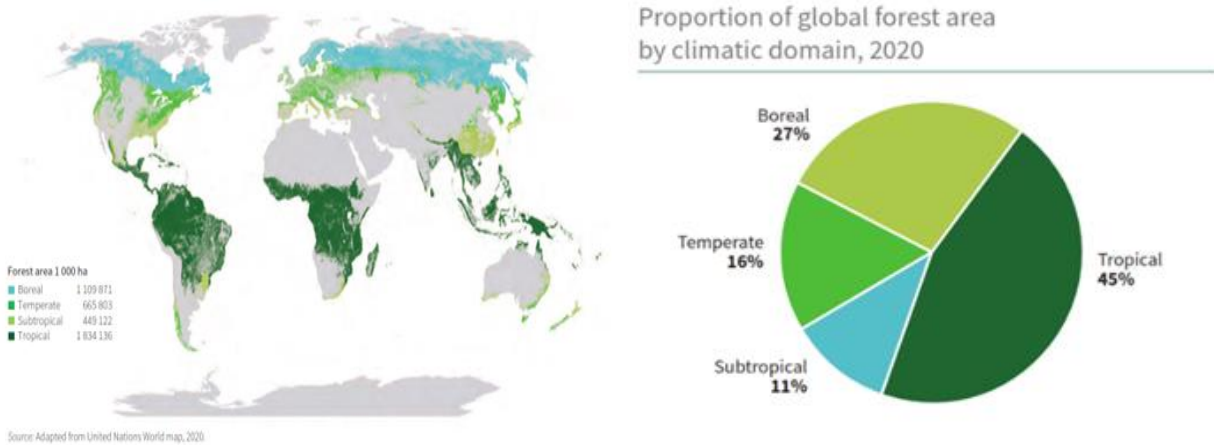 Forest area 1 000 ha
Boreal 1 109 871
Temperate 665 803
Subtropical 449 122
Tropical 1 834 136
Source: Adapted from United Nations World map, 2020.
Proportion of global forest area
by climatic domain, 2020
Boreal
27%
Temperate
16%
Subtropical
11%
Tropical
45%